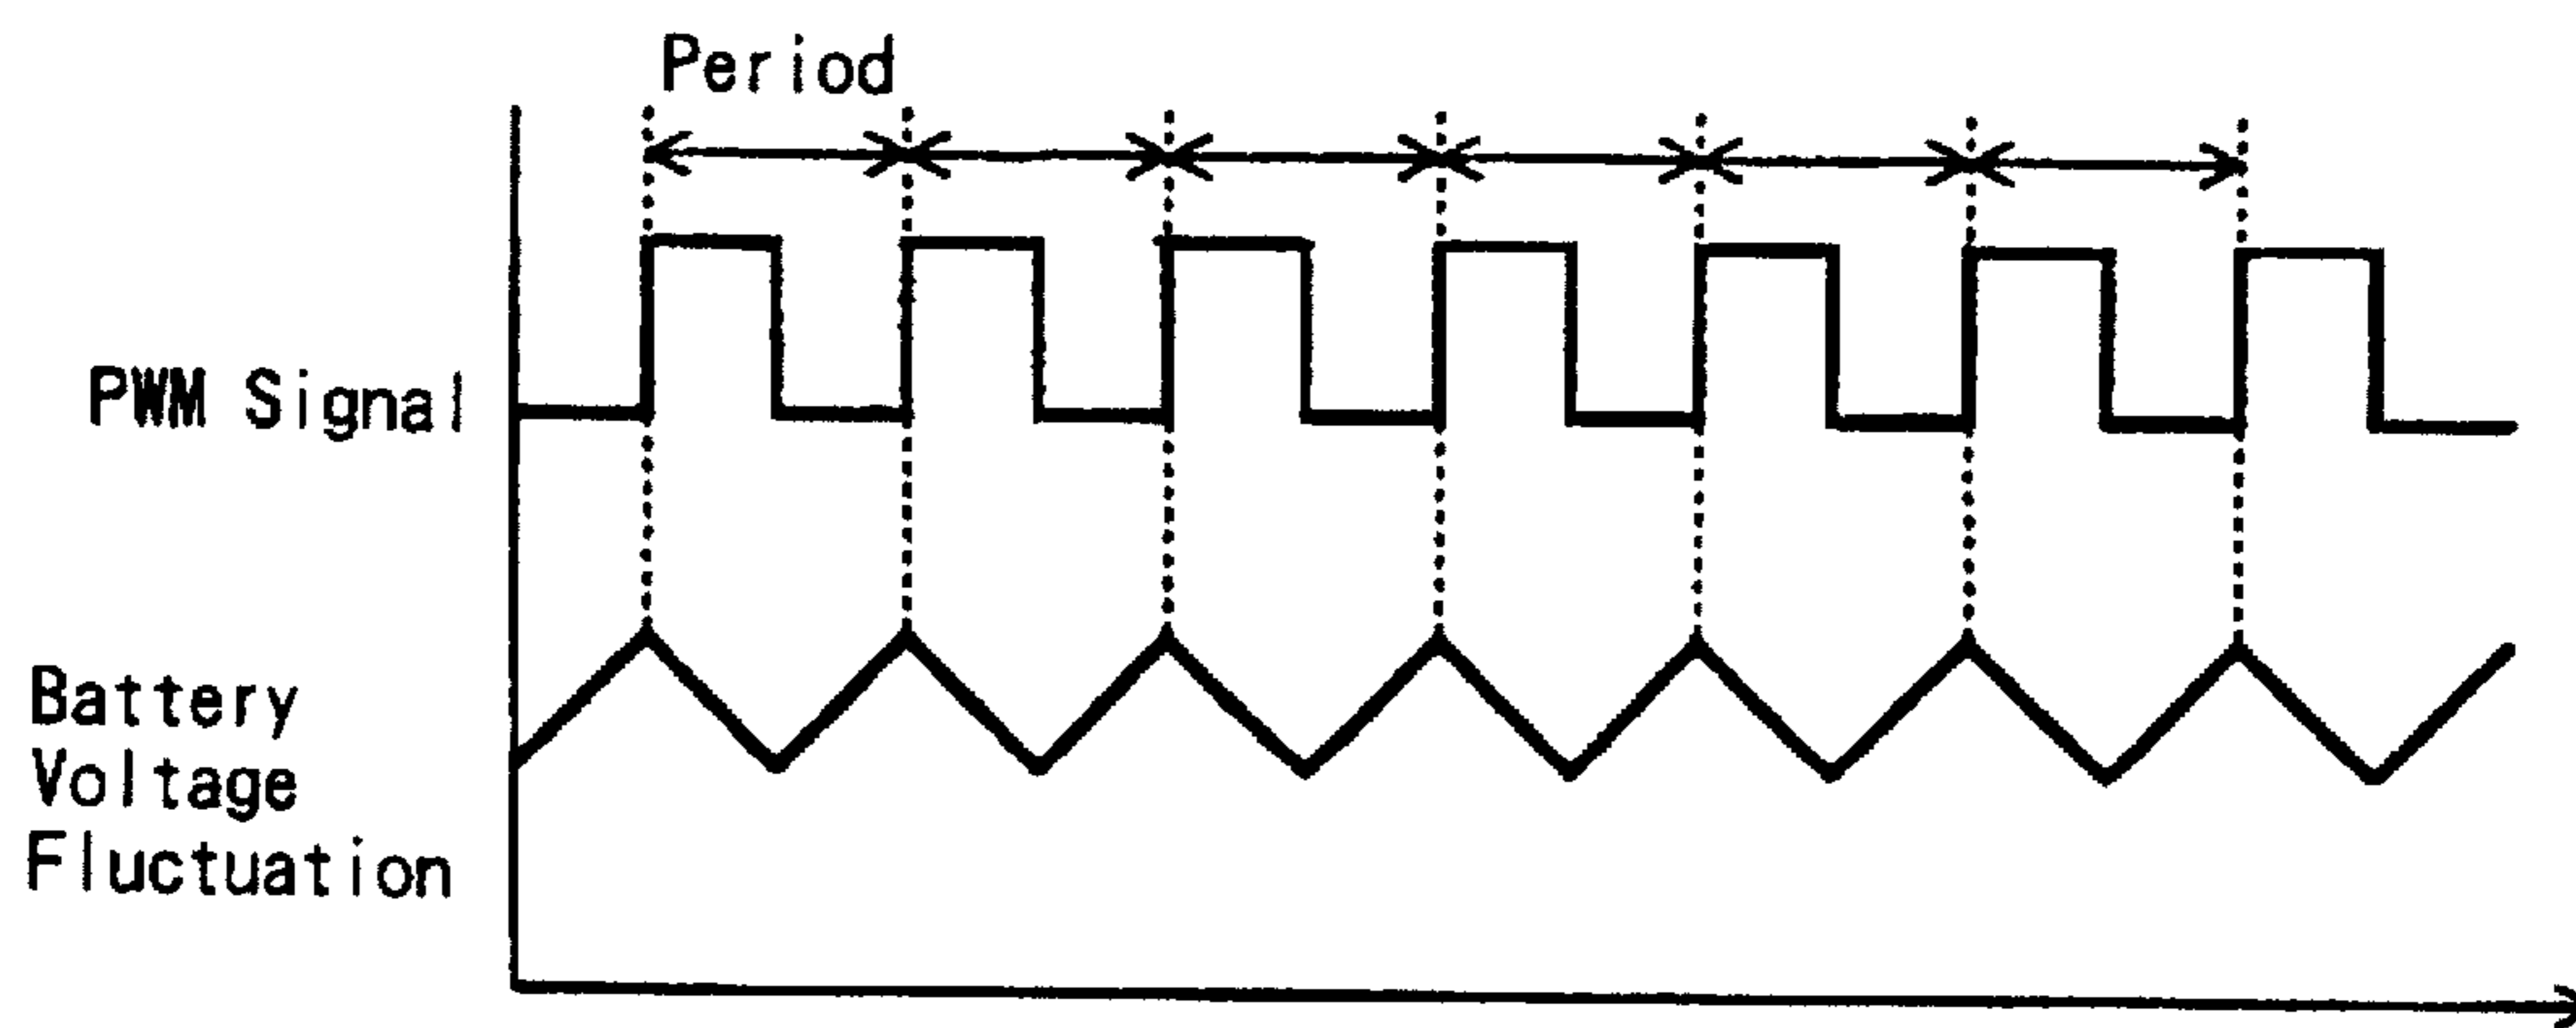 Period
PWM Signal
Battery
Voltage
Fluctuation